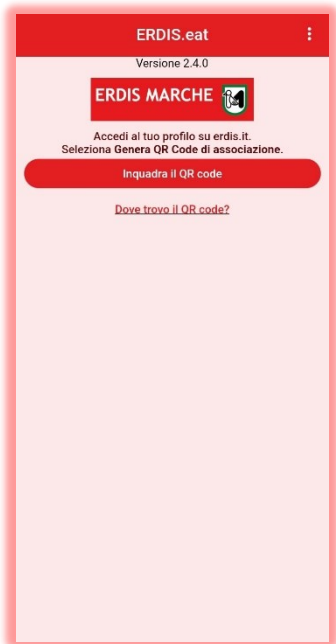 ERDIS.eat
Versione 2.4.0
ERDIS MARCHE
Accedi al tuo profilo su erdis.it.
Seleziona Genera QR Code di associazione.
Inquadra il QR code
Dove trovo il QR code?